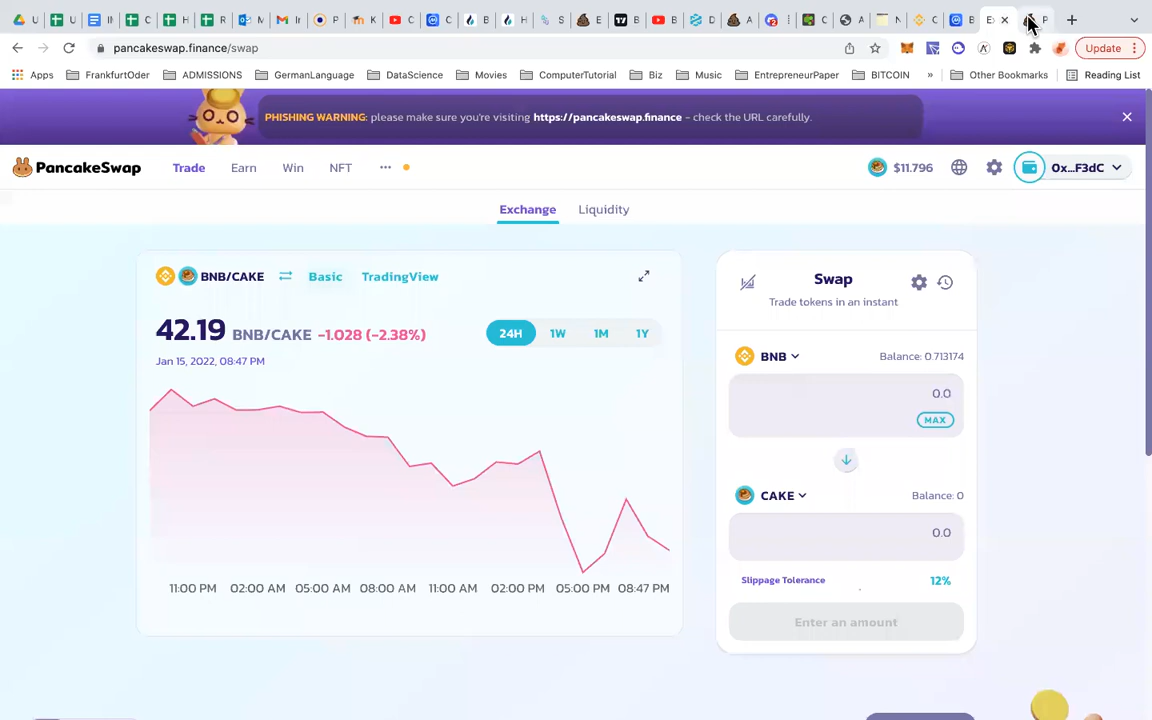 U
U
U
C
H
R
M
In
P
K
C
C
B
H
S
E
B
B
D
A
C
A
N
C
B
E
P
pancakeswap.finance/swap
Update
Apps
FrankfurtOder
ADMISSIONS
GermanLanguage
DataScience
Movies
ComputerTutorial
Biz
Music
EntrepreurPaper
BITCOIN
»
Other Bookmarks
Reading List
PHISHING WARNING: please make sure you're visiting https://pancakeswap.finance - check the URL carefully.
PancakeSwap
Trade
Earn
Win
NFT
$11.796
0x...F3dC
Exchange
Liquidity
BNB/CAKE
Basic
TradingView
42.19 BNB/CAKE -1.028 (-2.38%)
24H
1W
1M
1Y
Jan 15, 2022, 08:47 PM
11:00 PM
02:00 AM
05:00 AM
08:00 AM
11:00 AM
02:00 PM
05:00 PM
08:47 PM
Swap
Trade tokens in an instant
BNB
Balance: 0.713174
0.0
MAX
CAKE
Balance: 0
0.0
Slippage Tolerance
12%
Enter an amount